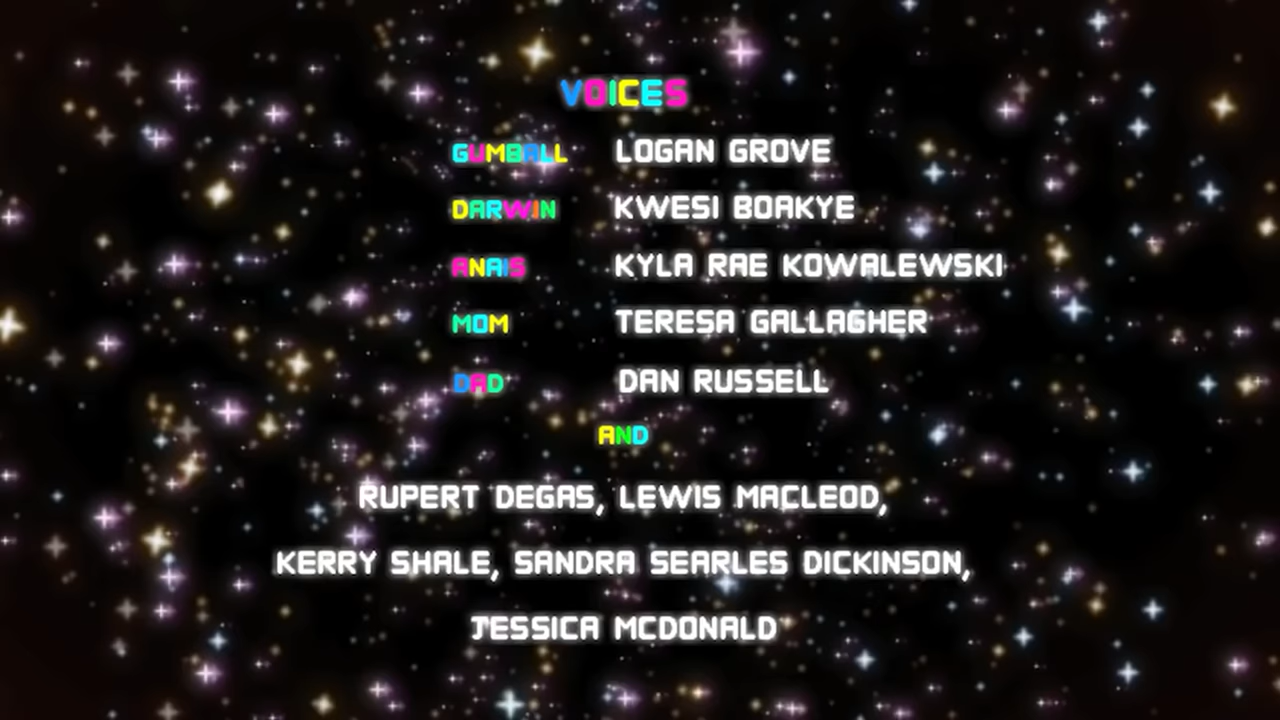 VOICES
GUMBALL LOGAN GROVE
DARWIN KWESI BOAKYE
ANAIS KYLA RAE KOWALEWSKI
MOM TERESA GALLAGHER
DAD DAN RUSSELL
AND
RUPERT DEGAS, LEWIS MACLEOD,
KERRY SHALE, SANDRA SEARLES DICKINSON,
JESSICA MCDONALD